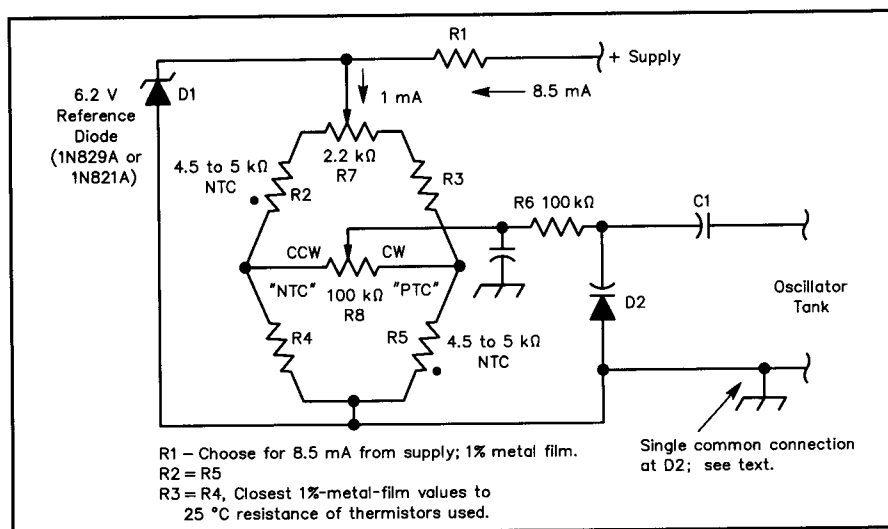 R1
+ Supply
6.2 V
Reference
Diode
(1N829A or
1N821A)
D1
1 mA
8.5 mA
4.5 to 5 kΩ
NTC
R2
2.2 kΩ
R7
R3
R6 100 kΩ
C1
CCW
CW
"NTC"
100 kΩ
R8
"PTC"
D2
Oscillator
Tank
R4
R5
4.5 to 5 kΩ
NTC
R1 – Choose for 8.5 mA from supply; 1% metal film.
R2 = R5
R3 = R4, Closest 1%-metal-film values to
25 °C resistance of thermistors used.
Single common connection
at D2; see text.